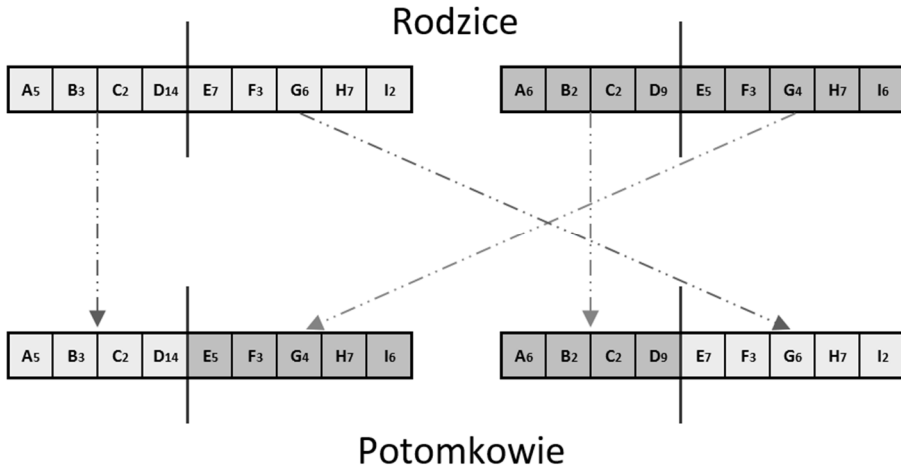 Rodzice
A5 B3 C2 D14 E7 F3 G6 H7 I2 A6 B2 C2 D9 E5 F3 G4 H7 I6
A5 B3 C2 D14 E5 F3 G4 H7 I6 A6 B2 C2 D9 E7 F3 G6 H7 I2
Potomkowie